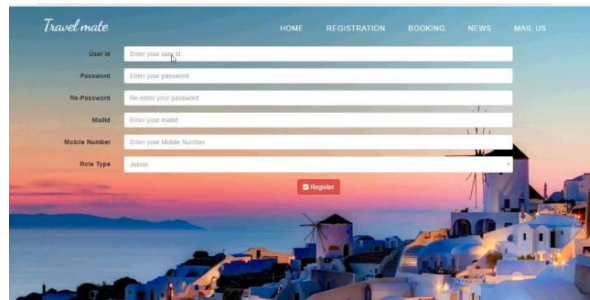 Travel mate HOME REGISTRATION BOOKING NEWS MAIL US
User Id Enter your user id
Password Enter your password
Re-Password Re-enter your password
MailId Enter your mailid
Mobile Number Enter your Mobile Number
Role Type Admin
Register